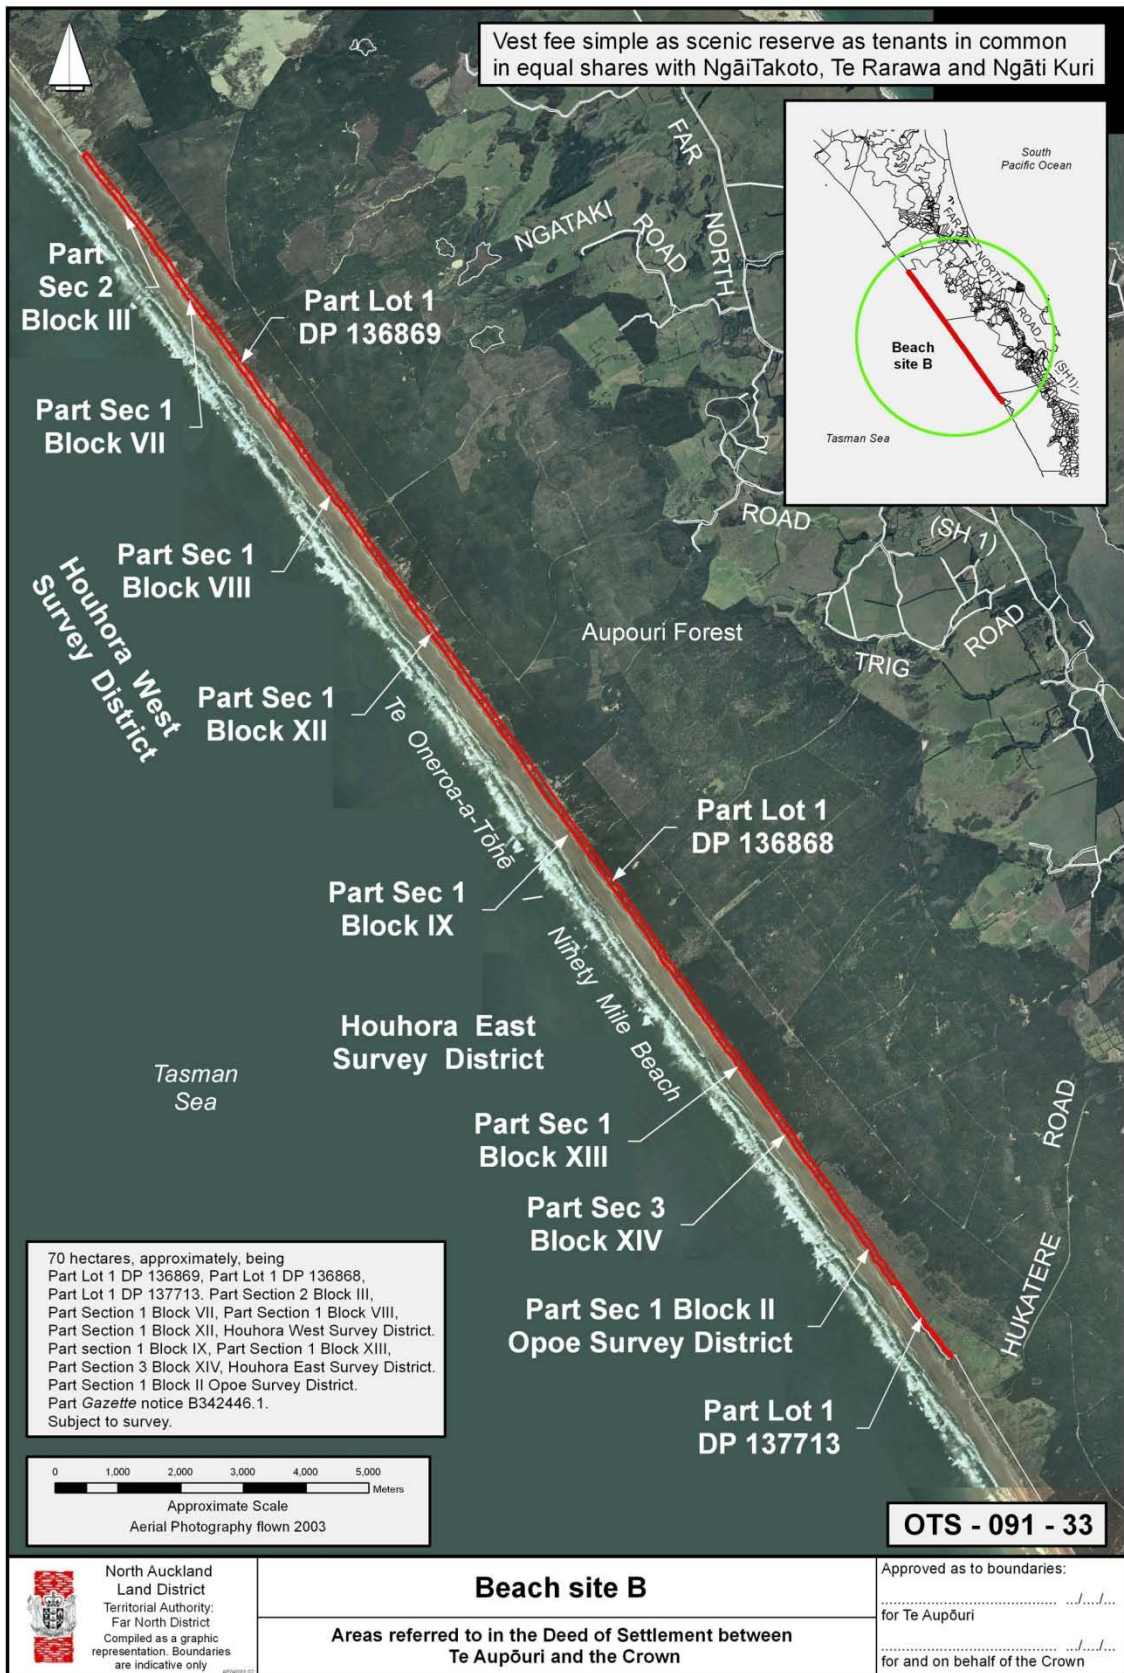 Vest fee simple as scenic reserve as tenants in common
in equal shares with NgāiTakoto, Te Rarawa and Ngāti Kuri
South
Pacific Ocean
FAR
NORTH
ROAD
(SH1)
Beach
site B
Tasman Sea
FAR
NORTH
NGATAKI
ROAD
Part
Sec 2
Block III
Part Lot 1
DP 136869
Part Sec 1
Block VII
ROAD
(SH 1)
Part Sec 1
Block VIII
Houhora West
Survey District
Aupouri Forest
TRIG
ROAD
Part Sec 1
Block XII
Te Oneroa-a-Tōhē / Ninety Mile Beach
Part Lot 1
DP 136868
Part Sec 1
Block IX
Houhora East
Survey District
Tasman
Sea
Part Sec 1
Block XIII
HUKATERE
ROAD
Part Sec 3
Block XIV
Part Sec 1 Block II
Opoe Survey District
Part Lot 1
DP 137713
70 hectares, approximately, being
Part Lot 1 DP 136869, Part Lot 1 DP 136868,
Part Lot 1 DP 137713. Part Section 2 Block III,
Part Section 1 Block VII, Part Section 1 Block VIII,
Part Section 1 Block XII, Houhora West Survey District.
Part section 1 Block IX, Part Section 1 Block XIII,
Part Section 3 Block XIV, Houhora East Survey District.
Part Section 1 Block II Opoe Survey District.
Part Gazette notice B342446.1.
Subject to survey.
0 1,000 2,000 3,000 4,000 5,000
Meters
Approximate Scale
Aerial Photography flown 2003
OTS - 091 - 33
North Auckland
Land District
Territorial Authority:
Far North District
Compiled as a graphic
representation. Boundaries
are indicative only
Beach site B
Areas referred to in the Deed of Settlement between
Te Aupōuri and the Crown
Approved as to boundaries:
.................................... .../..../...
for Te Aupōuri
.................................... .../..../...
for and on behalf of the Crown